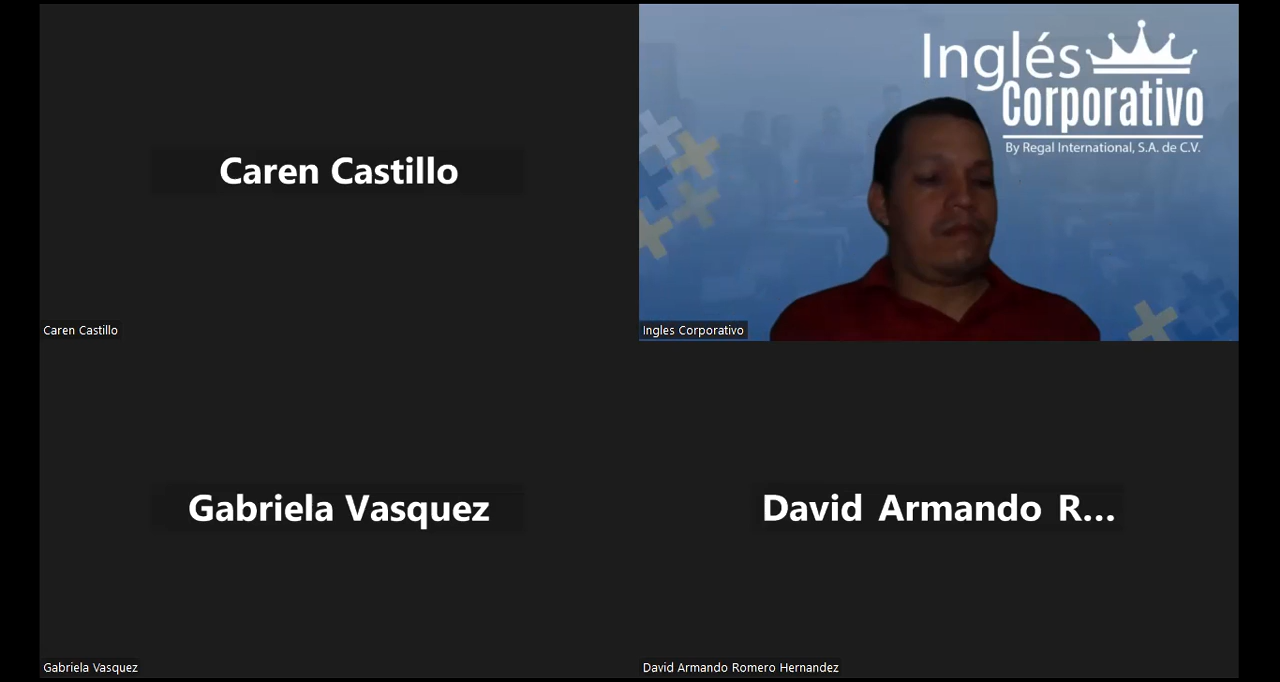 Caren Castillo
Caren Castillo
Inglés
Corporativo
By Regal International, S.A. de C.V.
Ingles Corporativo
Gabriela Vasquez
Gabriela Vasquez
David Armando R...
David Armando Romero Hernandez